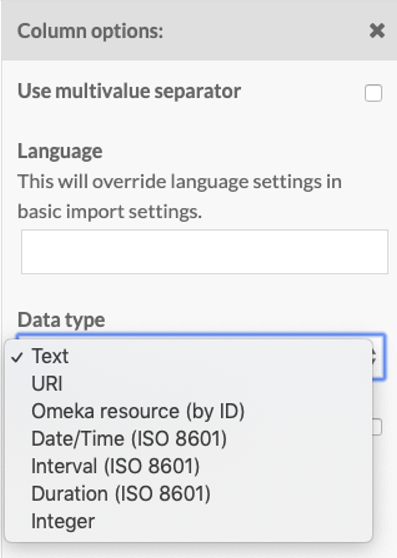 Column options: ✖
Use multivalue separator
Language
This will override language settings in
basic import settings.
Data type
✓ Text
URI
Omeka resource (by ID)
Date/Time (ISO 8601)
Interval (ISO 8601)
Duration (ISO 8601)
Integer